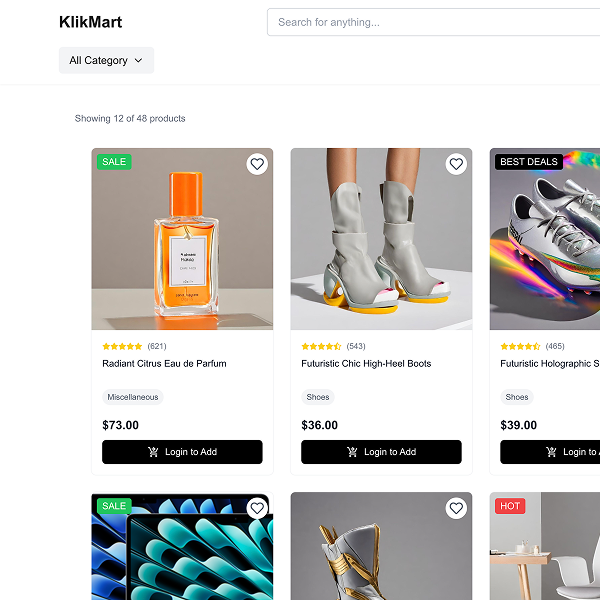 KlikMart
Search for anything...
All Category
Showing 12 of 48 products
SALE
BEST DEALS
(621)
(543)
(465)
Radiant Citrus Eau de Parfum
Futuristic Chic High-Heel Boots
Futuristic Holographic S
Miscellaneous
Shoes
Shoes
$73.00
$36.00
$39.00
Login to Add
Login to Add
Login to
SALE
HOT